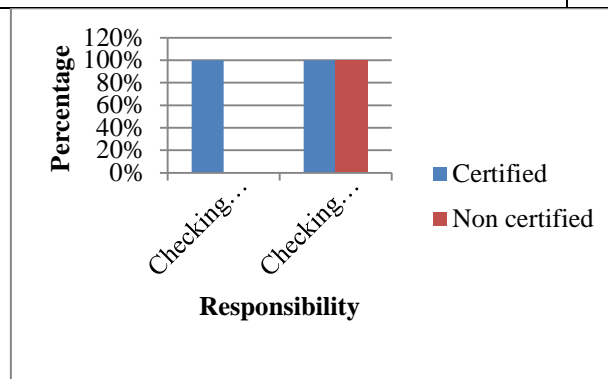 120%
100%
80%
60%
40%
20%
0%
Percentage
Checking...
Checking...
Responsibility
Certified
Non certified